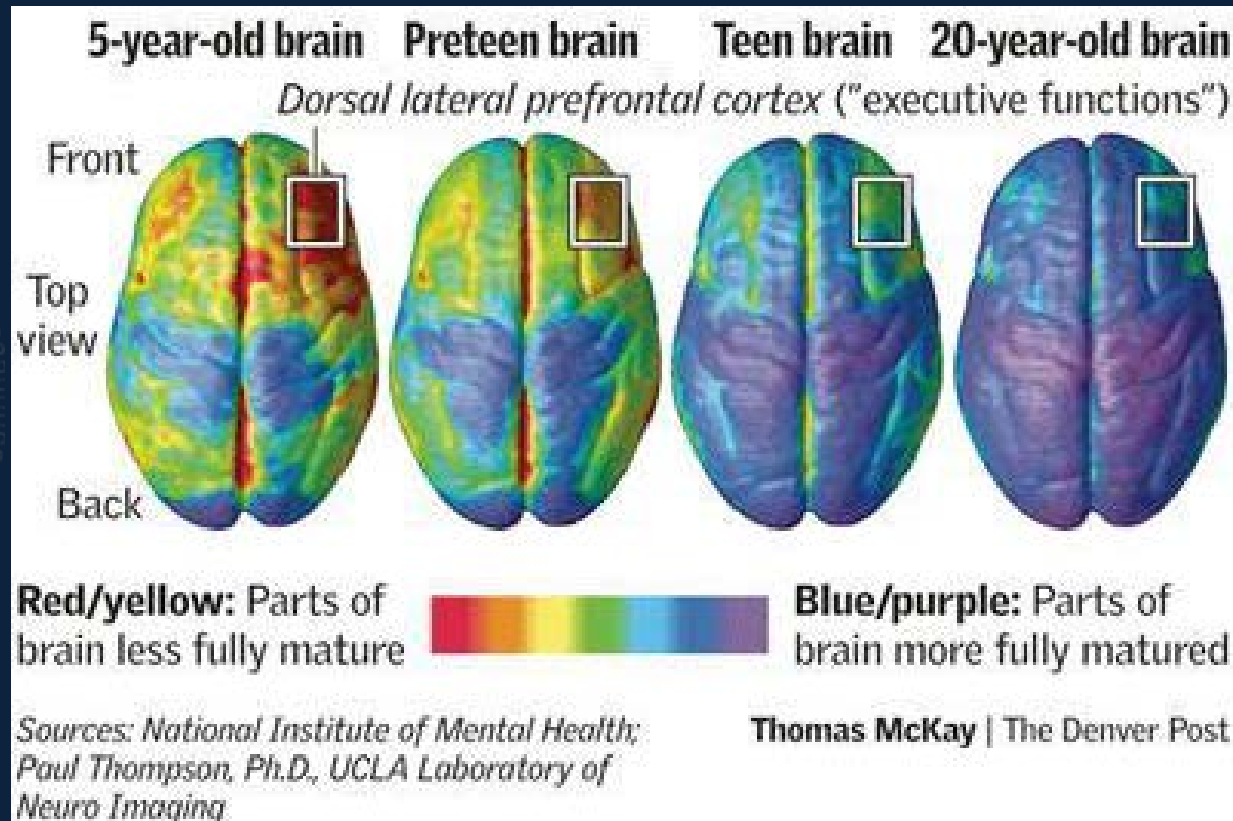 5-year-old brain Preteen brain Teen brain 20-year-old brain
Dorsal lateral prefrontal cortex ("executive functions")
Front
Top
view
Back
Red/yellow: Parts of
brain less fully mature
Blue/purple: Parts of
brain more fully matured
Sources: National Institute of Mental Health;
Paul Thompson, Ph.D., UCLA Laboratory of
Neuro Imaging
Thomas McKay | The Denver Post